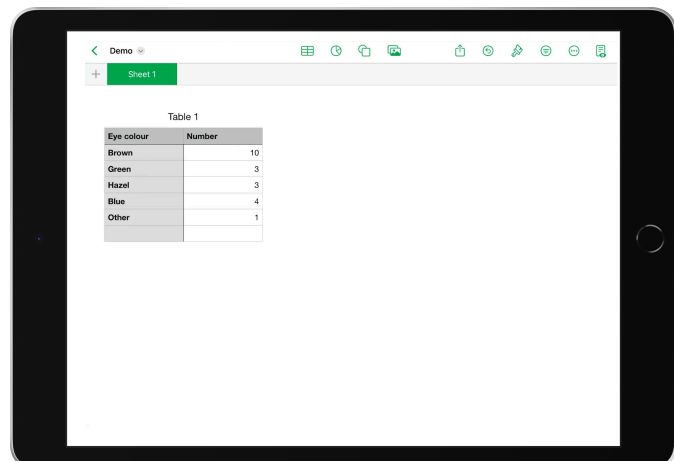 Demo
Sheet 1
Table 1
Eye colour Number
Brown 10
Green 3
Hazel 3
Blue 4
Other 1